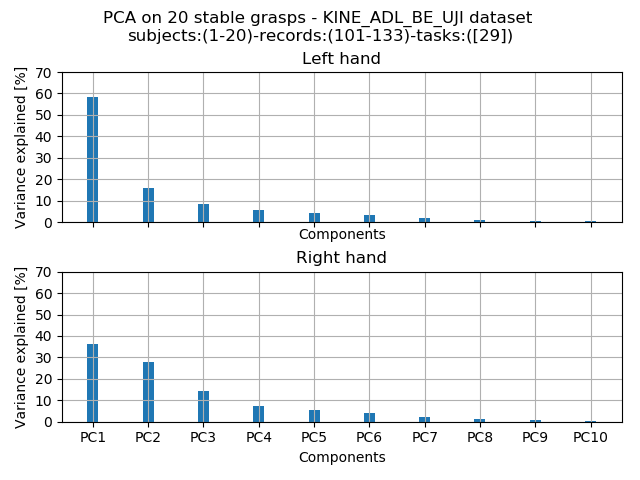 PCA on 20 stable grasps - KINE_ADL_BE_UJI dataset
subjects:(1-20)-records:(101-133)-tasks:([29])
Left hand
Variance explained [%]
70
60
50
40
30
20
10
0
Components
Right hand
Variance explained [%]
70
60
50
40
30
20
10
0
PC1 PC2 PC3 PC4 PC5 PC6 PC7 PC8 PC9 PC10
Components